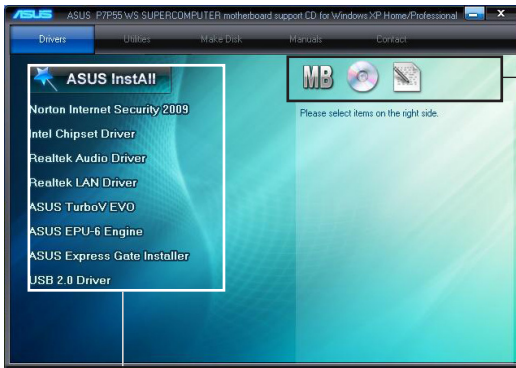 ASUS ASUS P7P55 WS SUPERCOMPUTER motherboard support CD for Windows XP Home/Professional
Drivers Utilities Make Disk Manuals Contact
ASUS InstAll
MB
Norton Internet Security 2009
Please select items on the right side.
Intel Chipset Driver
Realtek Audio Driver
Realtek LAN Driver
ASUS TurboV EVO
ASUS EPU-6 Engine
ASUS Express Gate Installer
USB 2.0 Driver